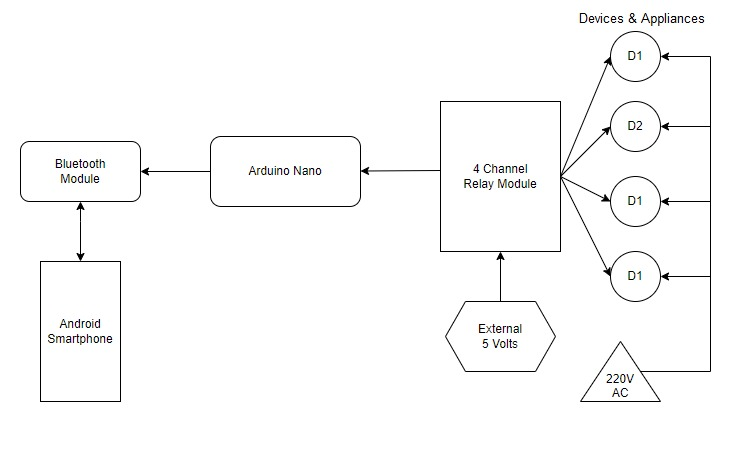 Devices & Appliances
D1
D2
D1
D1
Bluetooth
Module
Arduino Nano
4 Channel
Relay Module
Android
Smartphone
External
5 Volts
220V
AC